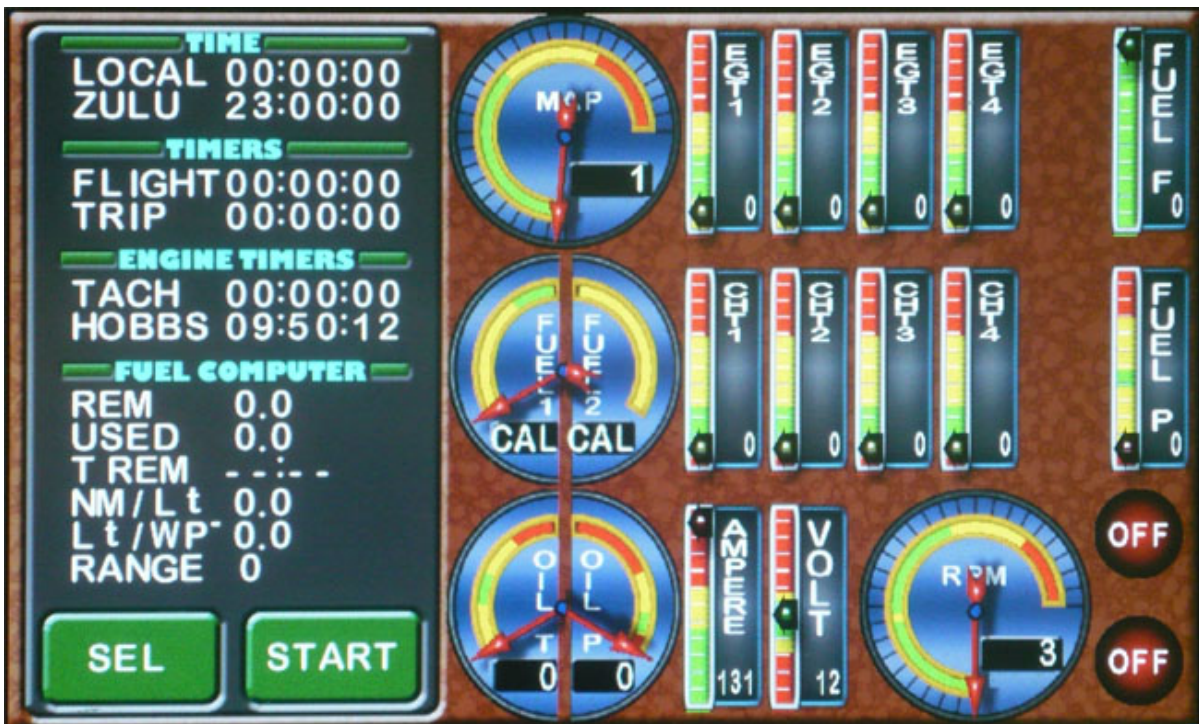 TIME
LOCAL 00:00:00
ZULU 23:00:00
TIMERS
FLIGHT 00:00:00
TRIP 00:00:00
ENGINE TIMERS
TACH 00:00:00
HOBBS 09:50:12
FUEL COMPUTER
REM 0.0
USED 0.0
T REM --:--
NM/Lt 0.0
Lt/WP- 0.0
RANGE 0
SEL
START
MAP
1
EGT1
0
EGT2
0
EGT3
0
EGT4
0
FUEL F
0
FUEL1
CAL
FUEL2
CAL
CHT1
0
CHT2
0
CHT3
0
CHT4
0
FUEL P
0
OIL T
0
OIL P
0
AMPERE
131
VOLT
12
RPM
3
OFF
OFF